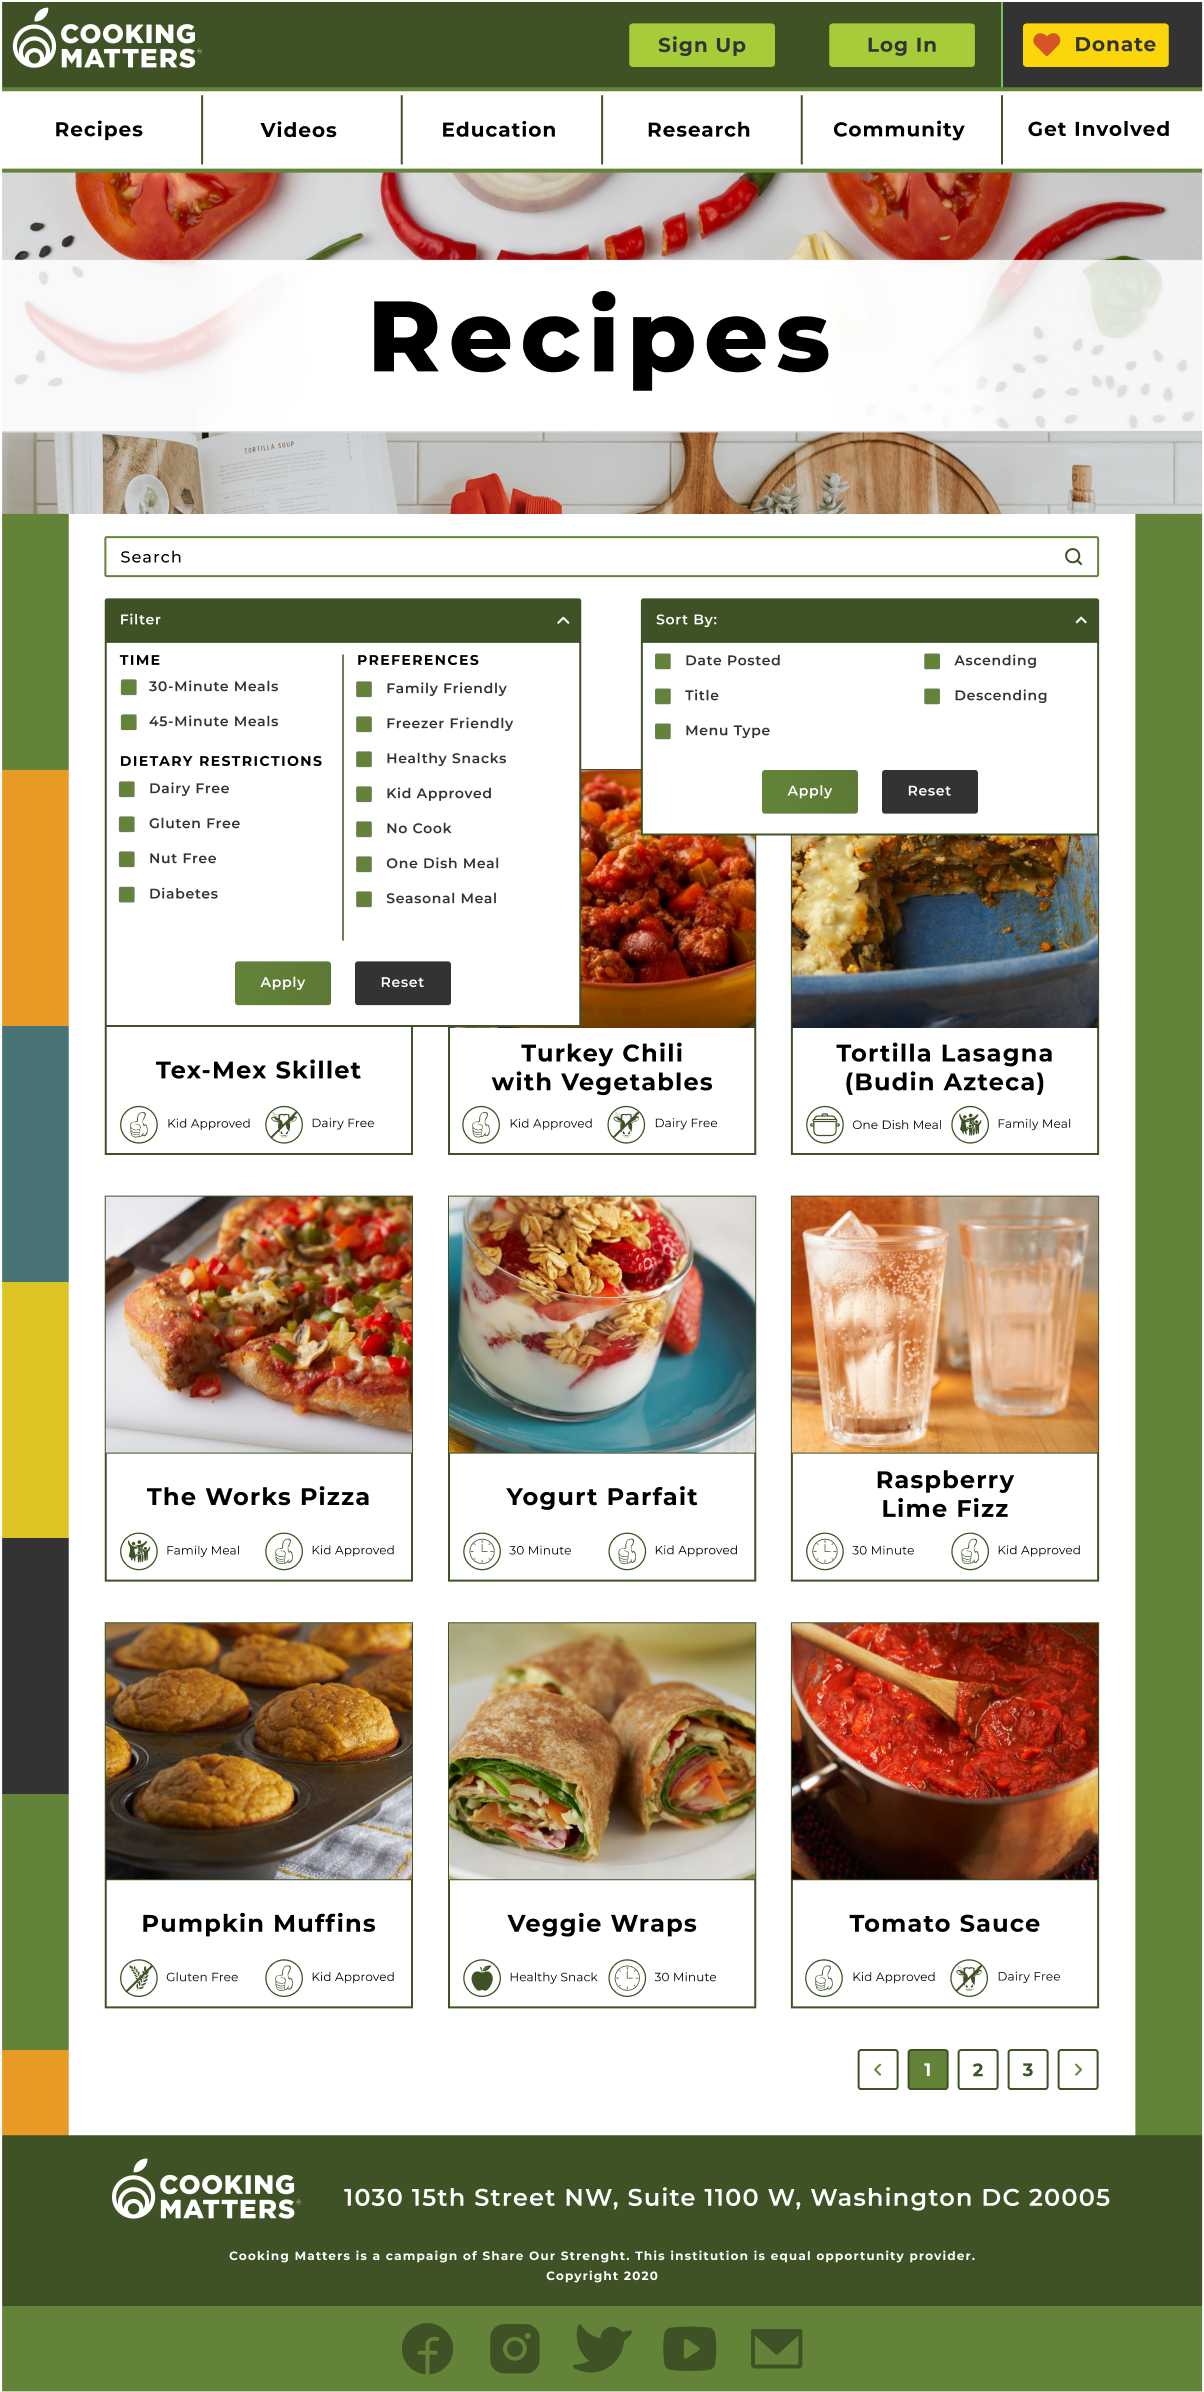 COOKING
MATTERS
Sign Up
Log In
Donate
Recipes
Videos
Education
Research
Community
Get Involved
Recipes
TORTILLA SOUP
Search
Filter
TIME
30-Minute Meals
45-Minute Meals
DIETARY RESTRICTIONS
Dairy Free
Gluten Free
Nut Free
Diabetes
PREFERENCES
Family Friendly
Freezer Friendly
Healthy Snacks
Kid Approved
No Cook
One Dish Meal
Seasonal Meal
Apply
Reset
Sort By:
Date Posted
Title
Menu Type
Ascending
Descending
Apply
Reset
Tex-Mex Skillet
Kid Approved
Dairy Free
Turkey Chili
with Vegetables
Kid Approved
Dairy Free
Tortilla Lasagna
(Budin Azteca)
One Dish Meal
Family Meal
The Works Pizza
Family Meal
Kid Approved
Yogurt Parfait
30 Minute
Kid Approved
Raspberry
Lime Fizz
30 Minute
Kid Approved
Pumpkin Muffins
Gluten Free
Kid Approved
Veggie Wraps
Healthy Snack
30 Minute
Tomato Sauce
Kid Approved
Dairy Free
1
2
3
COOKING
MATTERS
1030 15th Street NW, Suite 1100 W, Washington DC 20005
Cooking Matters is a campaign of Share Our Strenght. This institution is equal opportunity provider.
Copyright 2020